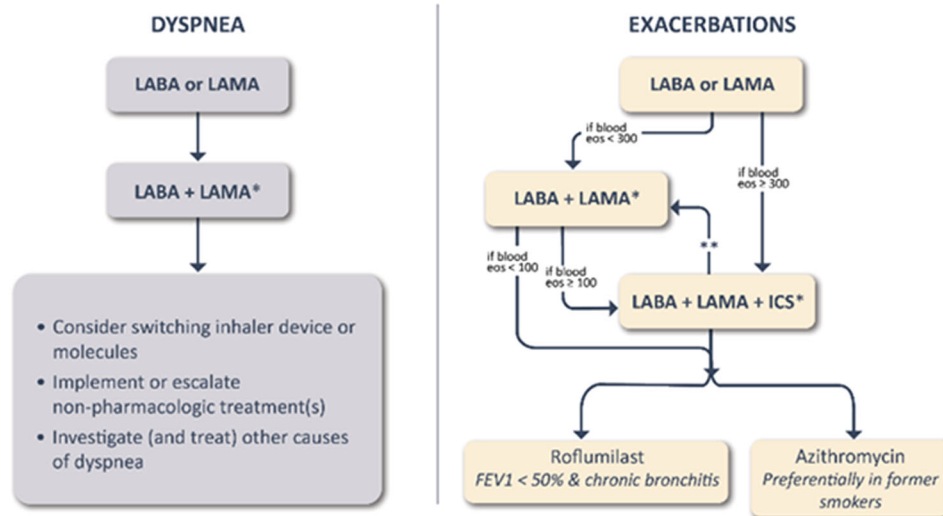 DYSPNEA
LABA or LAMA
LABA + LAMA*
• Consider switching inhaler device or
molecules
• Implement or escalate
non-pharmacologic treatment(s)
• Investigate (and treat) other causes
of dyspnea
EXACERBATIONS
LABA or LAMA
if blood
eos < 300
if blood
eos ≥ 300
LABA + LAMA*
**
if blood
eos < 100
if blood
eos ≥ 100
LABA + LAMA + ICS*
Roflumilast
FEV1 < 50% & chronic bronchitis
Azithromycin
Preferentially in former
smokers